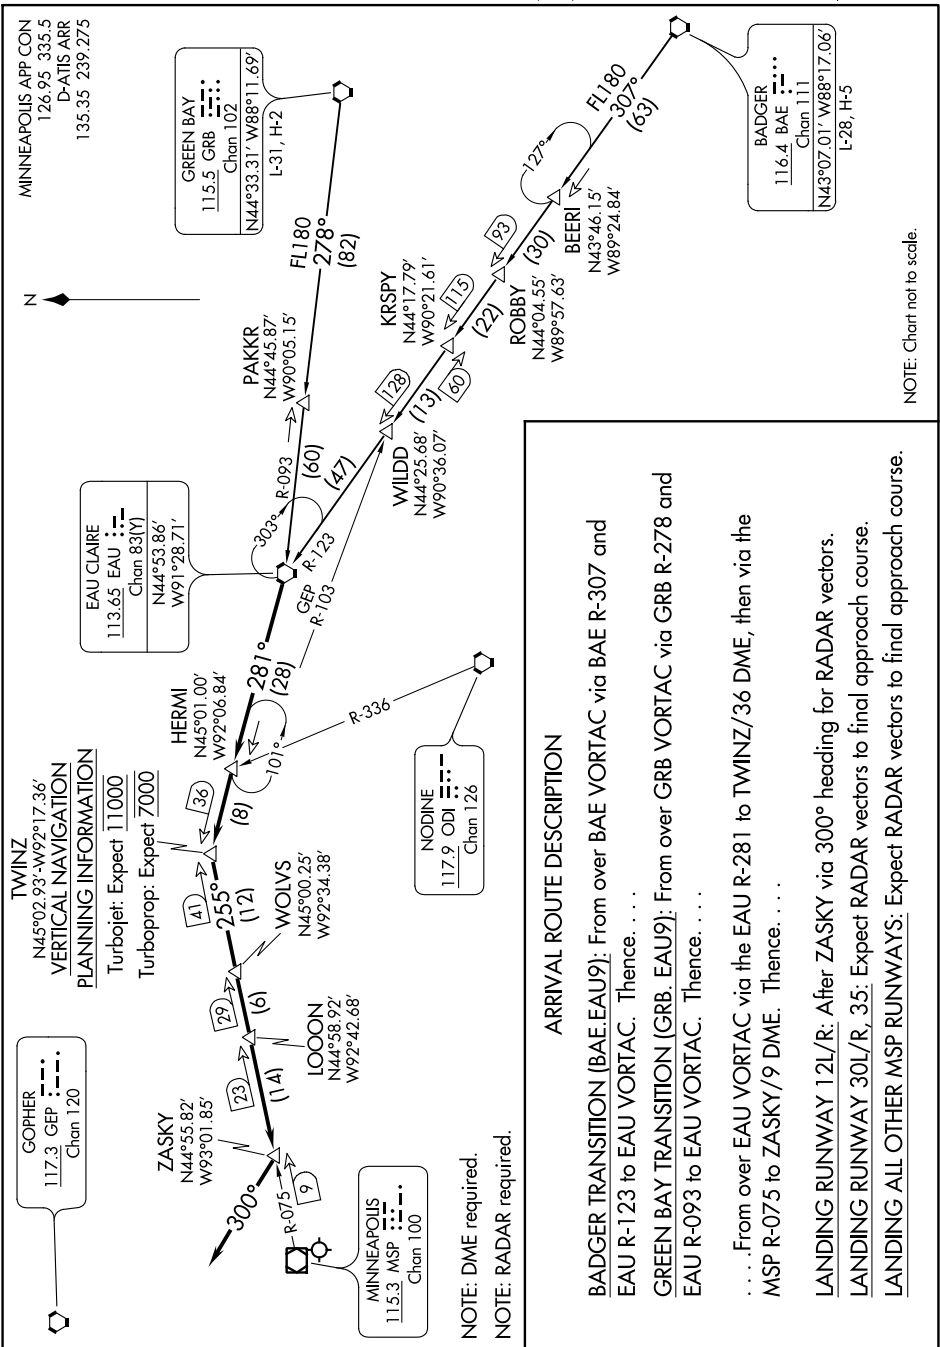 MINNEAPOLIS APP CON
126.95 335.5
D-ATIS ARR
135.35 239.275
GREEN BAY
115.5 GRB
Chan 102
N44°33.31' W88°11.69'
L-31, H-2
BADGER
116.4 BAE
Chan 111
N43°07.01' W88°17.06'
L-28, H-5
N
FL180
278°
(82)
FL180
307°
(63)
127°
BEERI
N43°46.15'
W89°24.84'
(30)
93
ROBBY
N44°04.55'
W89°57.63'
(22)
115
KRSPY
N44°17.79'
W90°21.61'
60
(13)
128
WILDD
N44°25.68'
W90°36.07'
(47)
R-123
303°
PAKKR
N44°45.87'
W90°05.15'
(60)
R-093
EAU CLAIRE
113.65 EAU
Chan 83(Y)
N44°53.86'
W91°28.71'
GEP
R-103
281°
(28)
HERMI
N45°01.00'
W92°06.84'
101°
R-336
NODINE
117.9 ODI
Chan 126
(8)
36
TWINZ
N45°02.93'-W92°17.36'
VERTICAL NAVIGATION
PLANNING INFORMATION
Turbojet: Expect 11000
Turboprop: Expect 7000
41
255°
(12)
WOLVS
N45°00.25'
W92°34.38'
29
(6)
LOOON
N44°58.92'
W92°42.68'
23
(14)
ZASKY
N44°55.82'
W93°01.85'
9
R-075
300°
GOPHER
117.3 GEP
Chan 120
MINNEAPOLIS
115.3 MSP
Chan 100
NOTE: DME required.
NOTE: RADAR required.
NOTE: Chart not to scale.
ARRIVAL ROUTE DESCRIPTION
BADGER TRANSITION (BAE.EAU9): From over BAE VORTAC via BAE R-307 and
EAU R-123 to EAU VORTAC. Thence. . . .
GREEN BAY TRANSITION (GRB. EAU9): From over GRB VORTAC via GRB R-278 and
EAU R-093 to EAU VORTAC. Thence. . . .
. . . .From over EAU VORTAC via the EAU R-281 to TWINZ/36 DME, then via the
MSP R-075 to ZASKY/9 DME. Thence. . . .
LANDING RUNWAY 12L/R: After ZASKY via 300° heading for RADAR vectors.
LANDING RUNWAY 30L/R, 35: Expect RADAR vectors to final approach course.
LANDING ALL OTHER MSP RUNWAYS: Expect RADAR vectors to final approach course.